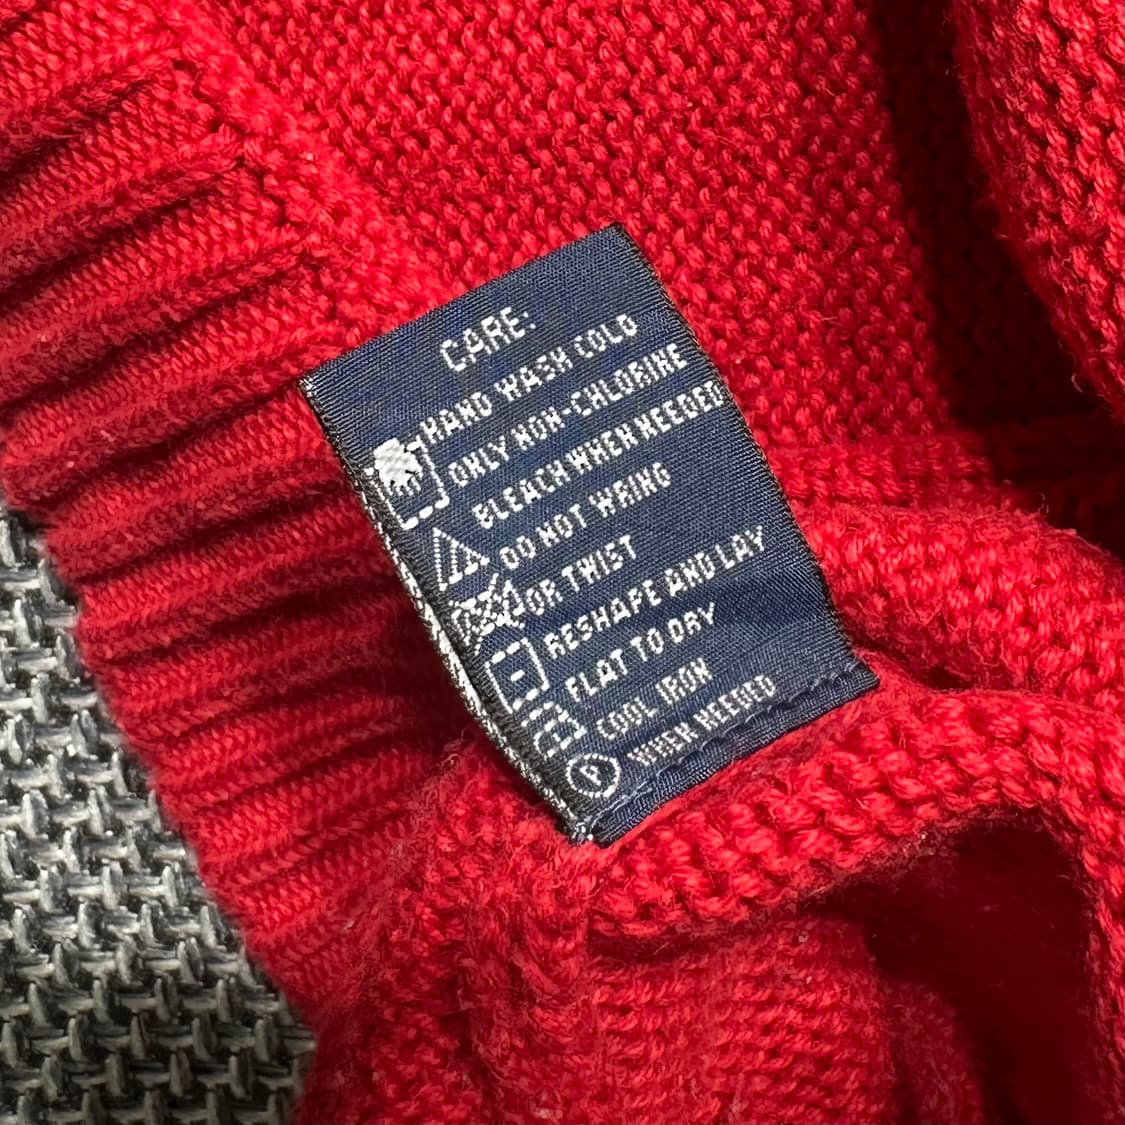 CARE:
HAND WASH COLD
ONLY NON-CHLORINE
BLEACH WHEN NEEDED
DO NOT WRING
OR TWIST
RESHAPE AND LAY
FLAT TO DRY
COOL IRON
WHEN NEEDED